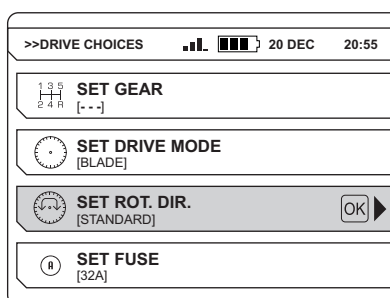 >>DRIVE CHOICES 20 DEC 20:55
1 3 5
2 4 R
SET GEAR
[- - -]
SET DRIVE MODE
[BLADE]
SET ROT. DIR.
[STANDARD]
OK
A
SET FUSE
[32A]